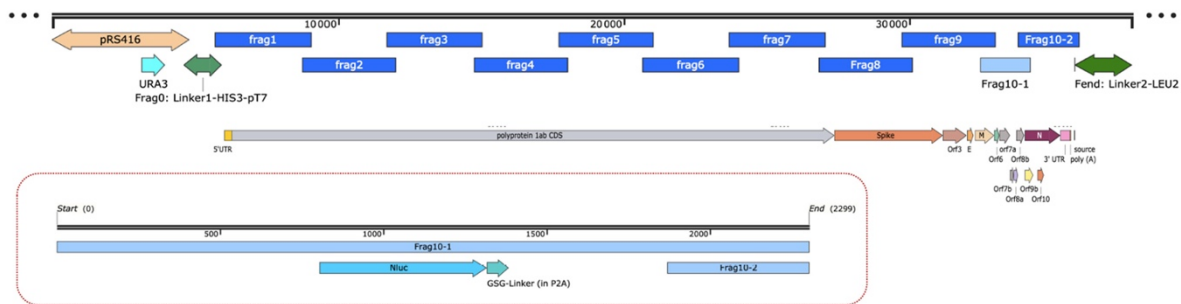 10000 20000 30000
pRS416 frag1 frag3 frag5 frag7 frag9 Frag10-2
frag2 frag4 frag6 Frag8
URA3 Frag10-1 Fend: Linker2-LEU2
Frag0: Linker1-HIS3-pT7
polyprotein 1ab CDS Spike M N
5'UTR Orf3 E orf7a source
Orf6 Orf8b 3' UTR poly (A)
Orf7b Orf9b
Orf8a Orf10
Start (0) End (2299)
500 1000 1500 2000
Frag10-1
Nluc Frag10-2
GSG-Linker (in P2A)